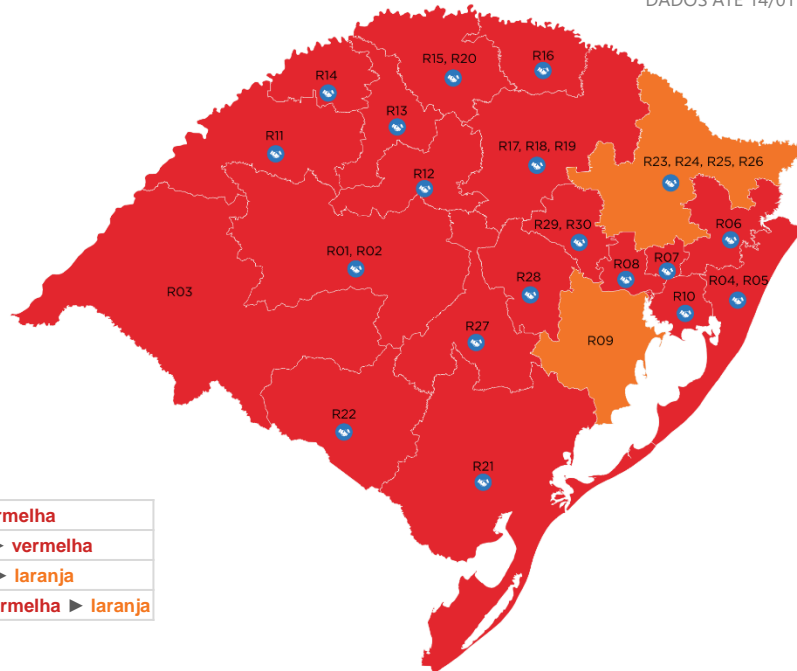 DADOS ATÉ 14/01
R16
R15, R20
R14
R13
R17, R18, R19
R11
R23, R24, R25, R26
R12
R29, R30
R06
R01, R02
R07
R08
R28
R04, R05
R03
R10
R27
R09
R22
R21
rmelha
► vermelha
► laranja
rmelha ► laranja